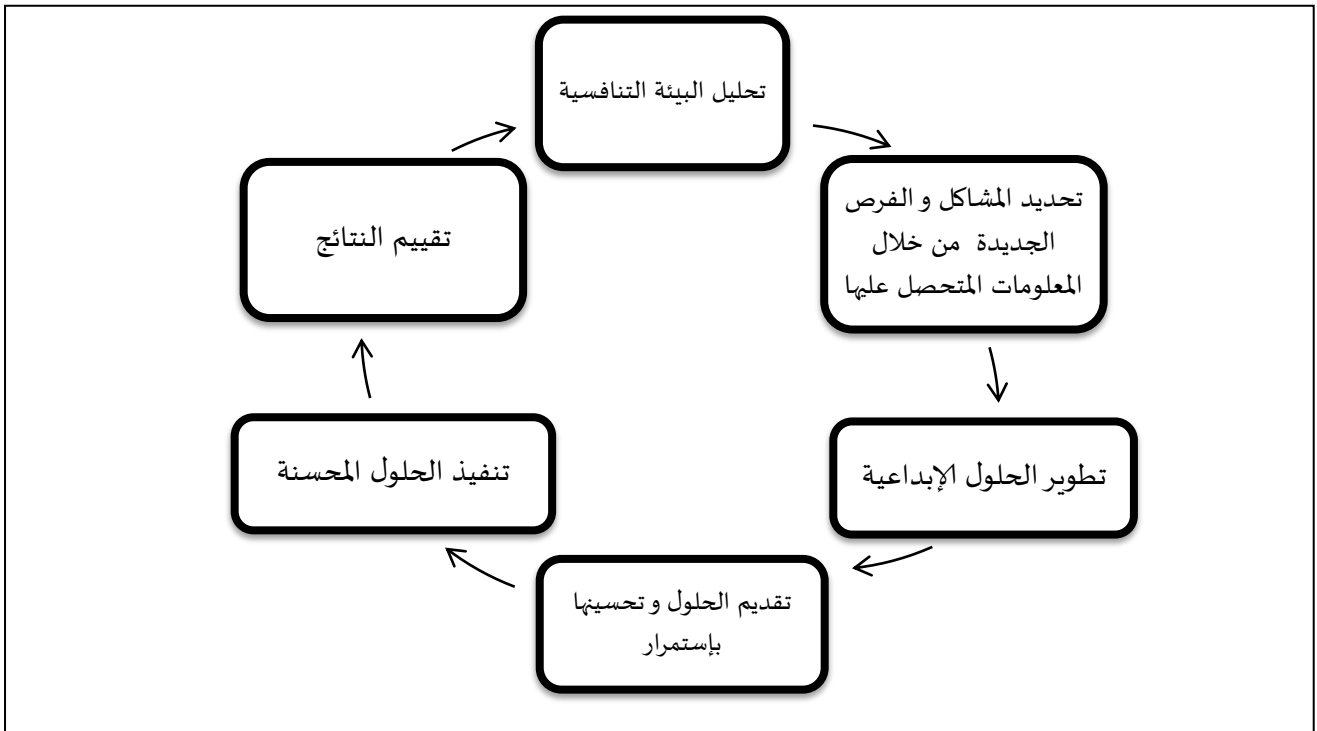 تحليل البيئة التنافسية
تحديد المشاكل و الفرص
الجديدة من خلال
المعلومات المتحصل عليها
تطوير الحلول الإبداعية
تقديم الحلول و تحسينها
بإستمرار
تنفيذ الحلول المحسنة
تقييم النتائج